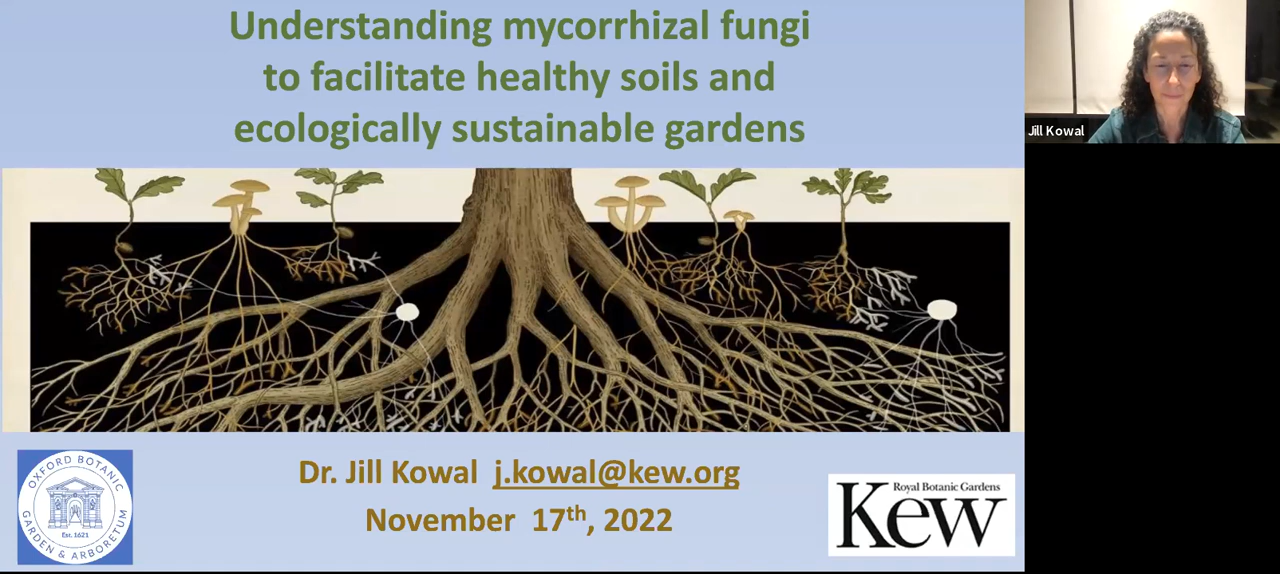 Understanding mycorrhizal fungi
to facilitate healthy soils and
ecologically sustainable gardens
Jill Kowal
Dr. Jill Kowal j.kowal@kew.org
November 17th, 2022
OXFORD BOTANIC
GARDEN & ARBORETUM
Est. 1621
Royal Botanic Gardens
Kew